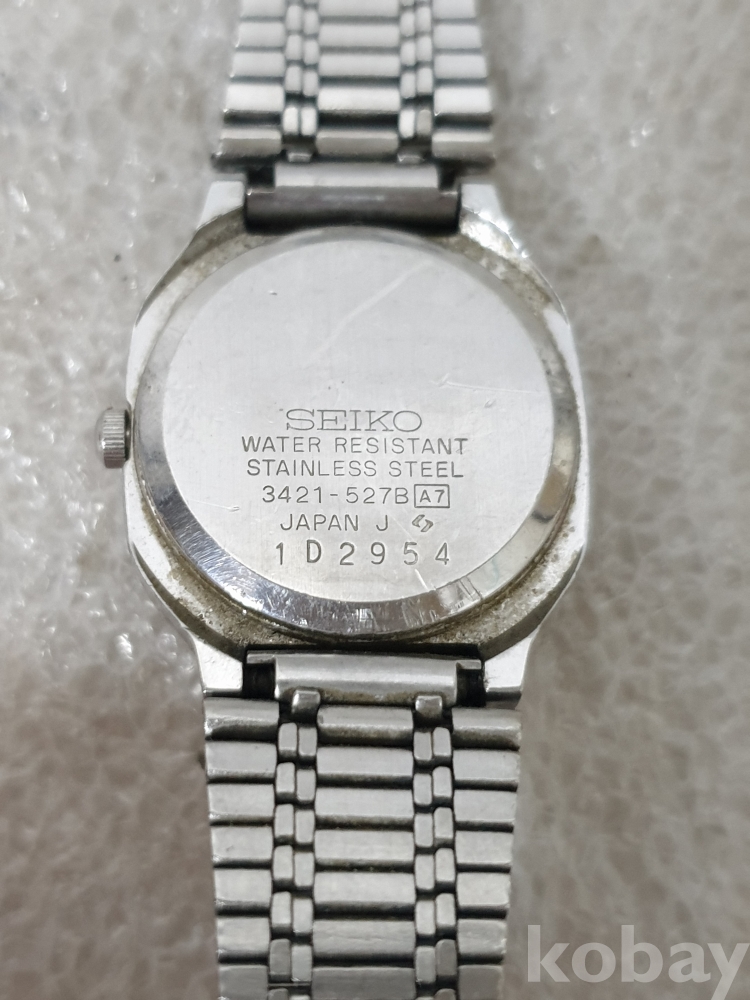 SEIKO
WATER RESISTANT
STAINLESS STEEL
3421-527B A7
JAPAN J
1D2954
kobay